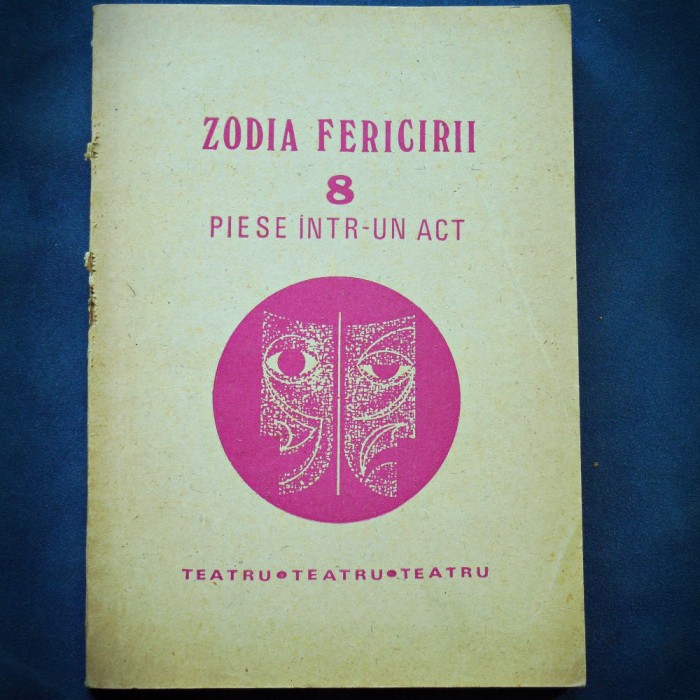 ZODIA FERICIRII
8
PIESE ÎNTR-UN ACT
TEATRU•TEATRU•TEATRU